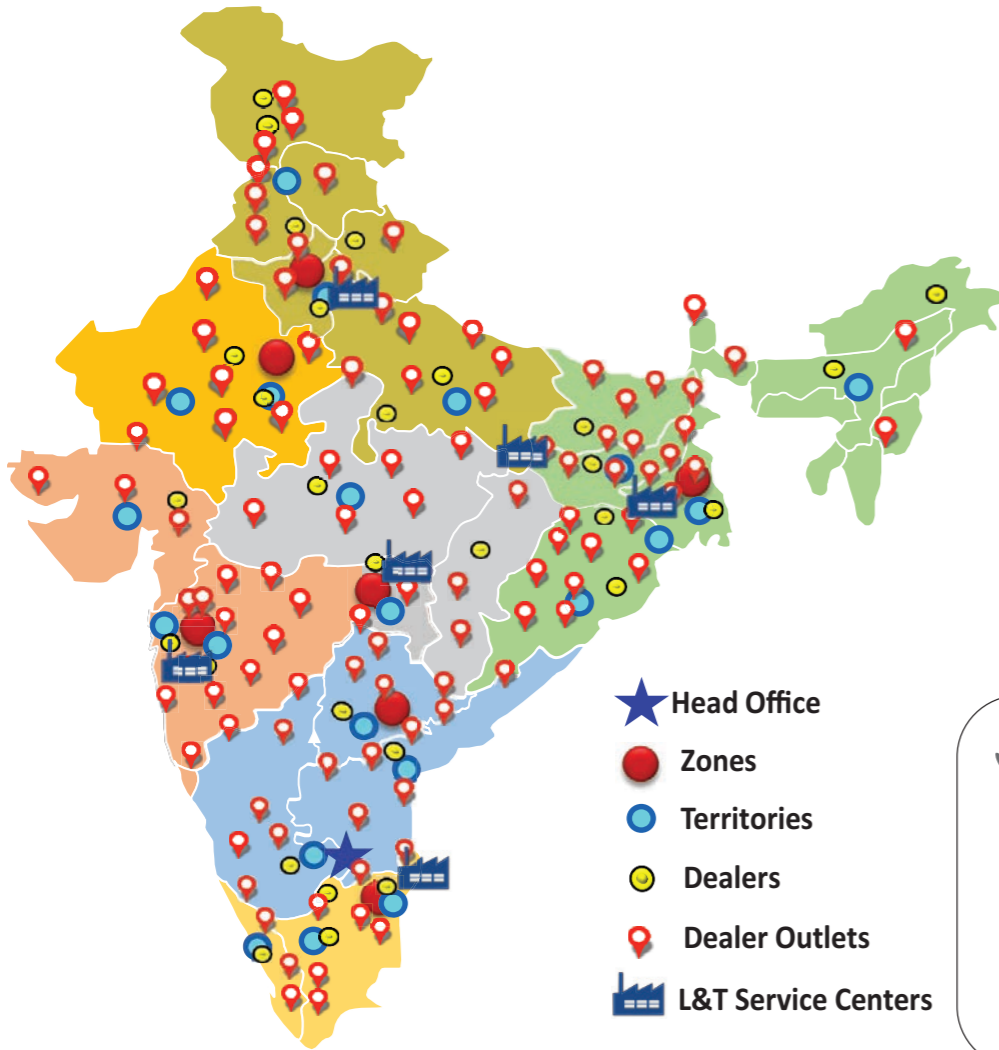 Head Office
Zones
Territories
Dealers
Dealer Outlets
L&T Service Centers